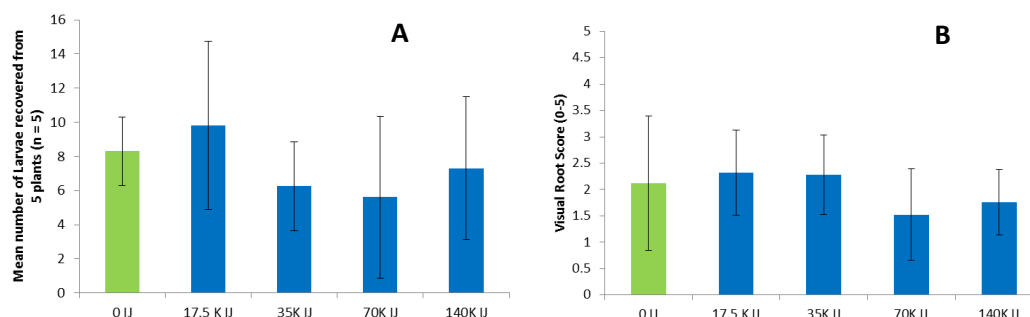 A
Mean number of Larvae recovered from
5 plants (n = 5)
16
14
12
10
8
6
4
2
0
0 IJ 17.5 K IJ 35K IJ 70K IJ 140K IJ
B
Visual Root Score (0-5)
5
4.5
4
3.5
3
2.5
2
1.5
1
0.5
0
0 IJ 17.5K IJ 35K IJ 70K IJ 140K IJ